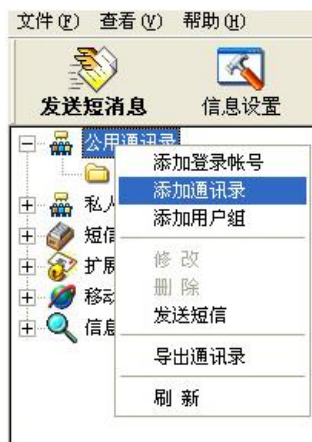 文件(F) 查看(V) 帮助(H)
发送短消息 信息设置
公用通讯录
添加登录帐号
添加通讯录
私人
添加用户组
短信
扩展
修 改
移动
删 除
信息
发送短信
导出通讯录
刷 新